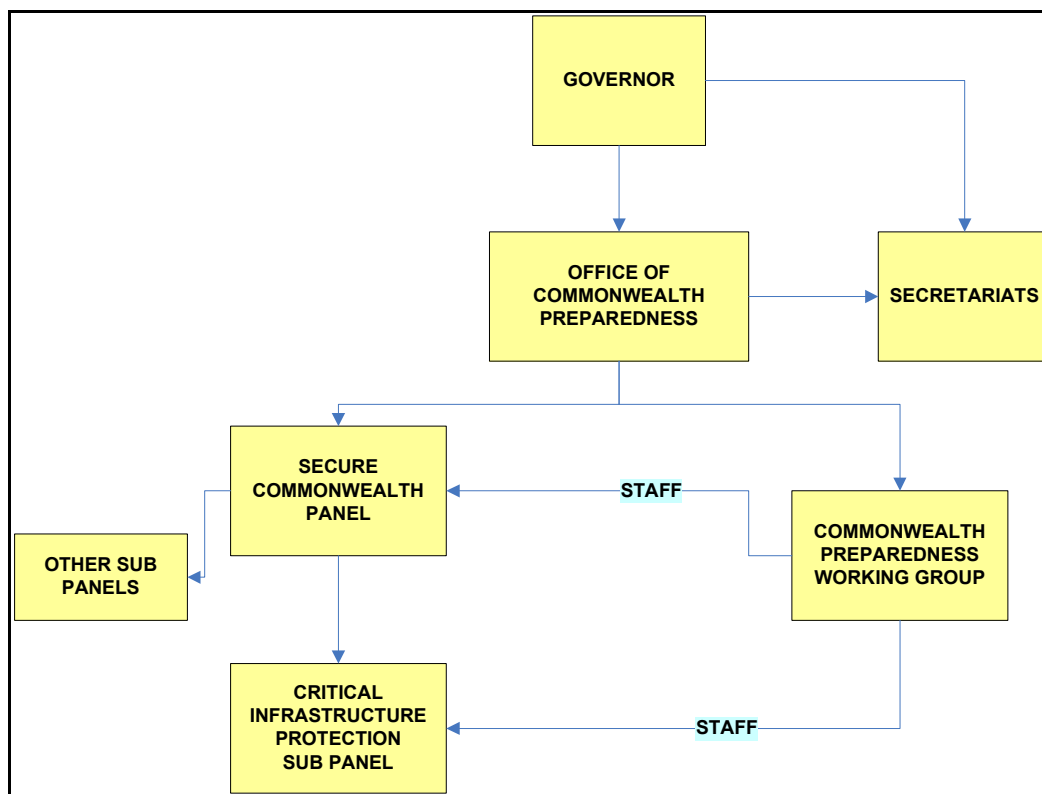 GOVERNOR
OFFICE OF
COMMONWEALTH
PREPAREDNESS
SECRETARIATS
SECURE
COMMONWEALTH
PANEL
STAFF
COMMONWEALTH
PREPAREDNESS
WORKING GROUP
OTHER SUB
PANELS
CRITICAL
INFRASTRUCTURE
PROTECTION
SUB PANEL
STAFF